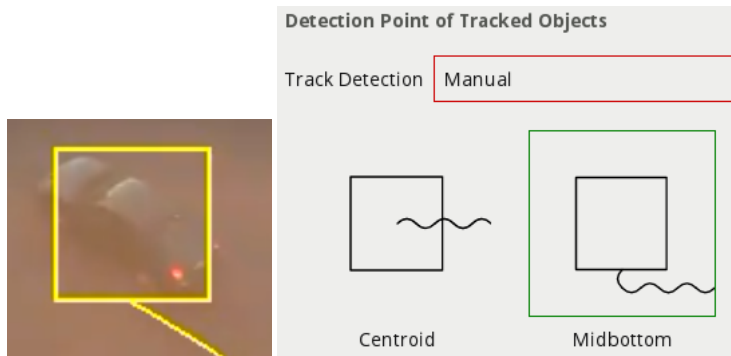 Detection Point of Tracked Objects
Track Detection Manual
Centroid Midbottom